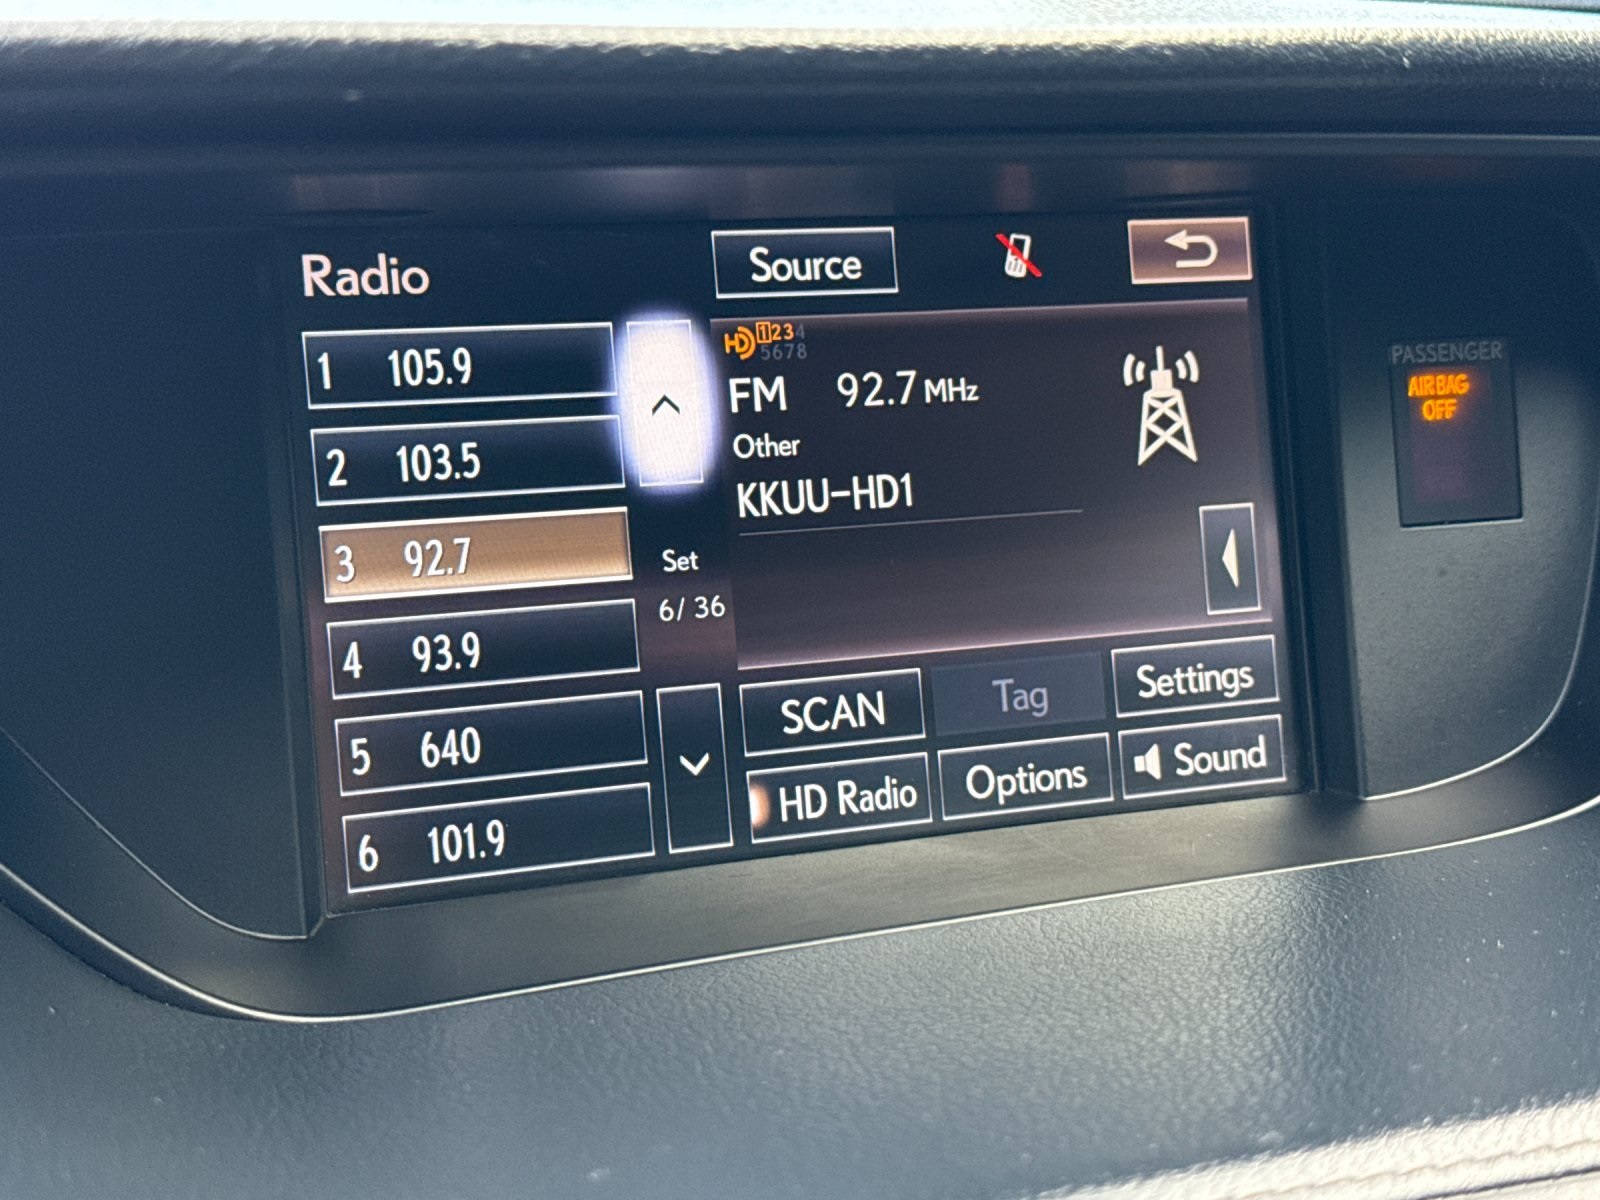 Radio
Source
1 105.9
2 103.5
3 92.7
4 93.9
5 640
6 101.9
Set
6/ 36
HD 1234
5678
FM 92.7 MHz
Other
KKUU-HD1
SCAN
Tag
Settings
HD Radio
Options
Sound
PASSENGER
AIRBAG
OFF